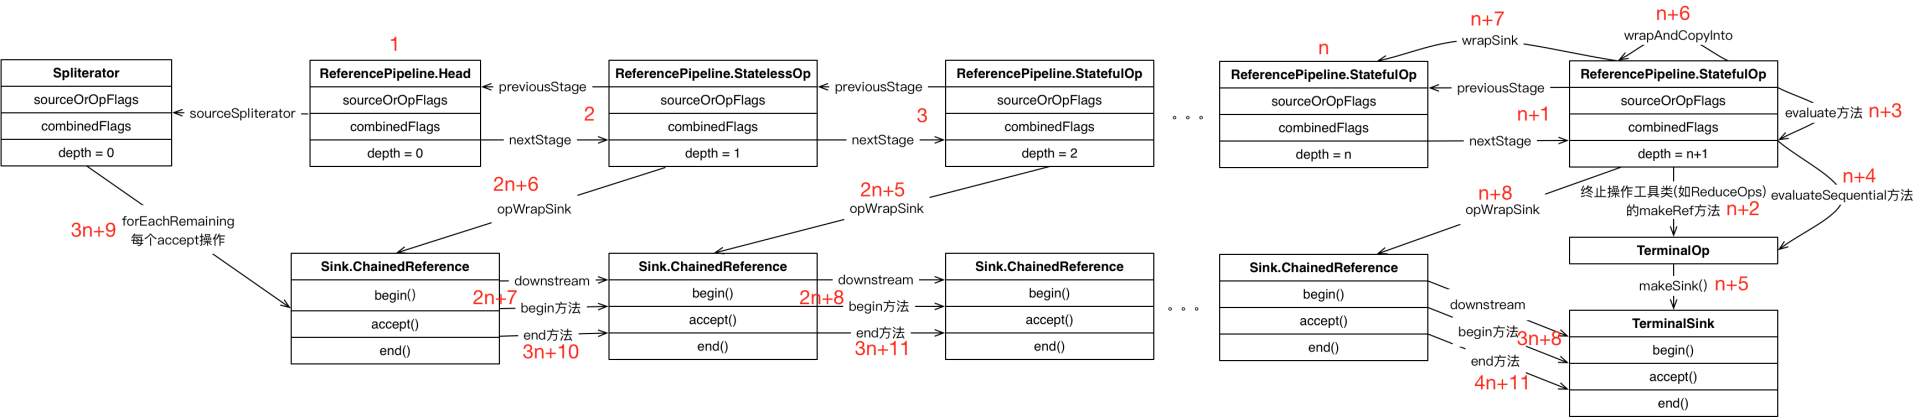 1
n
n+7
wrapSink
n+6
wrapAndCopyInto
Spliterator
sourceOrOpFlags
combinedFlags
depth = 0
sourceSpliterator
ReferencePipeline.Head
sourceOrOpFlags
combinedFlags
depth = 0
previousStage
2
nextStage
ReferencePipeline.StatelessOp
sourceOrOpFlags
combinedFlags
depth = 1
previousStage
3
nextStage
ReferencePipeline.StatefulOp
sourceOrOpFlags
combinedFlags
depth = 2
。。。
ReferencePipeline.StatefulOp
sourceOrOpFlags
combinedFlags
depth = n
previousStage
n+1
nextStage
ReferencePipeline.StatefulOp
sourceOrOpFlags
combinedFlags
depth = n+1
evaluate方法 n+3
n+4
evaluateSequential方法
3n+9
forEachRemaining
每个accept操作
2n+6
opWrapSink
2n+5
opWrapSink
n+8
opWrapSink
终止操作工具类(如ReduceOps)
的makeRef方法 n+2
TerminalOp
makeSink() n+5
Sink.ChainedReference
begin()
accept()
end()
downstream
2n+7
begin方法
end方法
3n+10
Sink.ChainedReference
begin()
accept()
end()
downstream
2n+8
begin方法
end方法
3n+11
Sink.ChainedReference
begin()
accept()
end()
。。。
Sink.ChainedReference
begin()
accept()
end()
downstream
begin方法
3n+8
end方法
4n+11
TerminalSink
begin()
accept()
end()